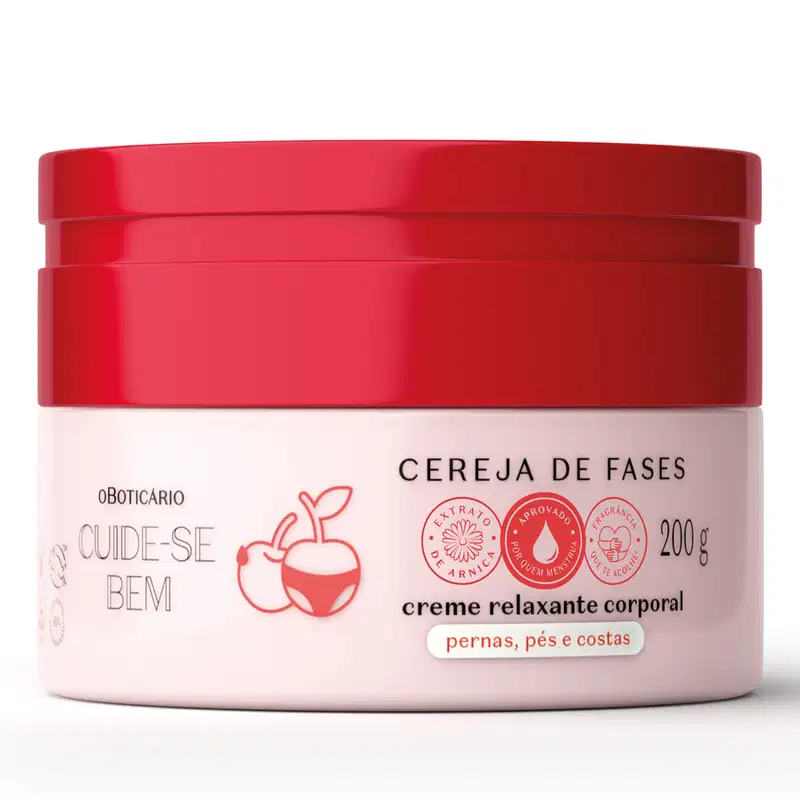 oBOTICÁRIO
CUIDE-SE
BEM
CEREJA DE FASES
EXTRATO
DE ARNICA
APROVADO
POR QUEM MENSTRUA
FRAGRÂNCIA
QUE TE ACOLHE
200 g
creme relaxante corporal
pernas, pés e costas